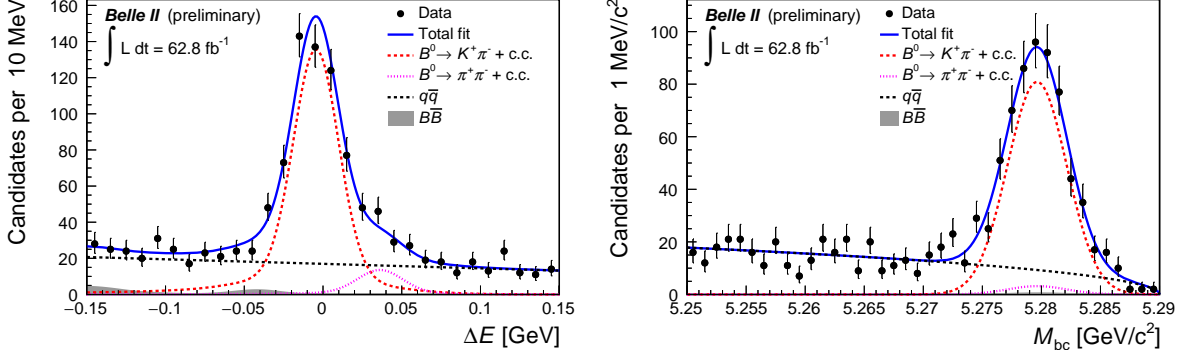 Belle II (preliminary)
∫ L dt = 62.8 fb⁻¹
Data
Total fit
B⁰→ K⁺π⁻ + c.c.
B⁰→ π⁺π⁻ + c.c.
qq̅
BB̅
Candidates per 10 MeV
160
140
120
100
80
60
40
20
0
−0.15 −0.1 −0.05 0 0.05 0.1 0.15
ΔE [GeV]
Belle II (preliminary)
∫ L dt = 62.8 fb⁻¹
Data
Total fit
B⁰→ K⁺π⁻ + c.c.
B⁰→ π⁺π⁻ + c.c.
qq̅
BB̅
Candidates per 1 MeV/c²
100
80
60
40
20
0
5.25 5.255 5.26 5.265 5.27 5.275 5.28 5.285 5.29
M_bc [GeV/c²]